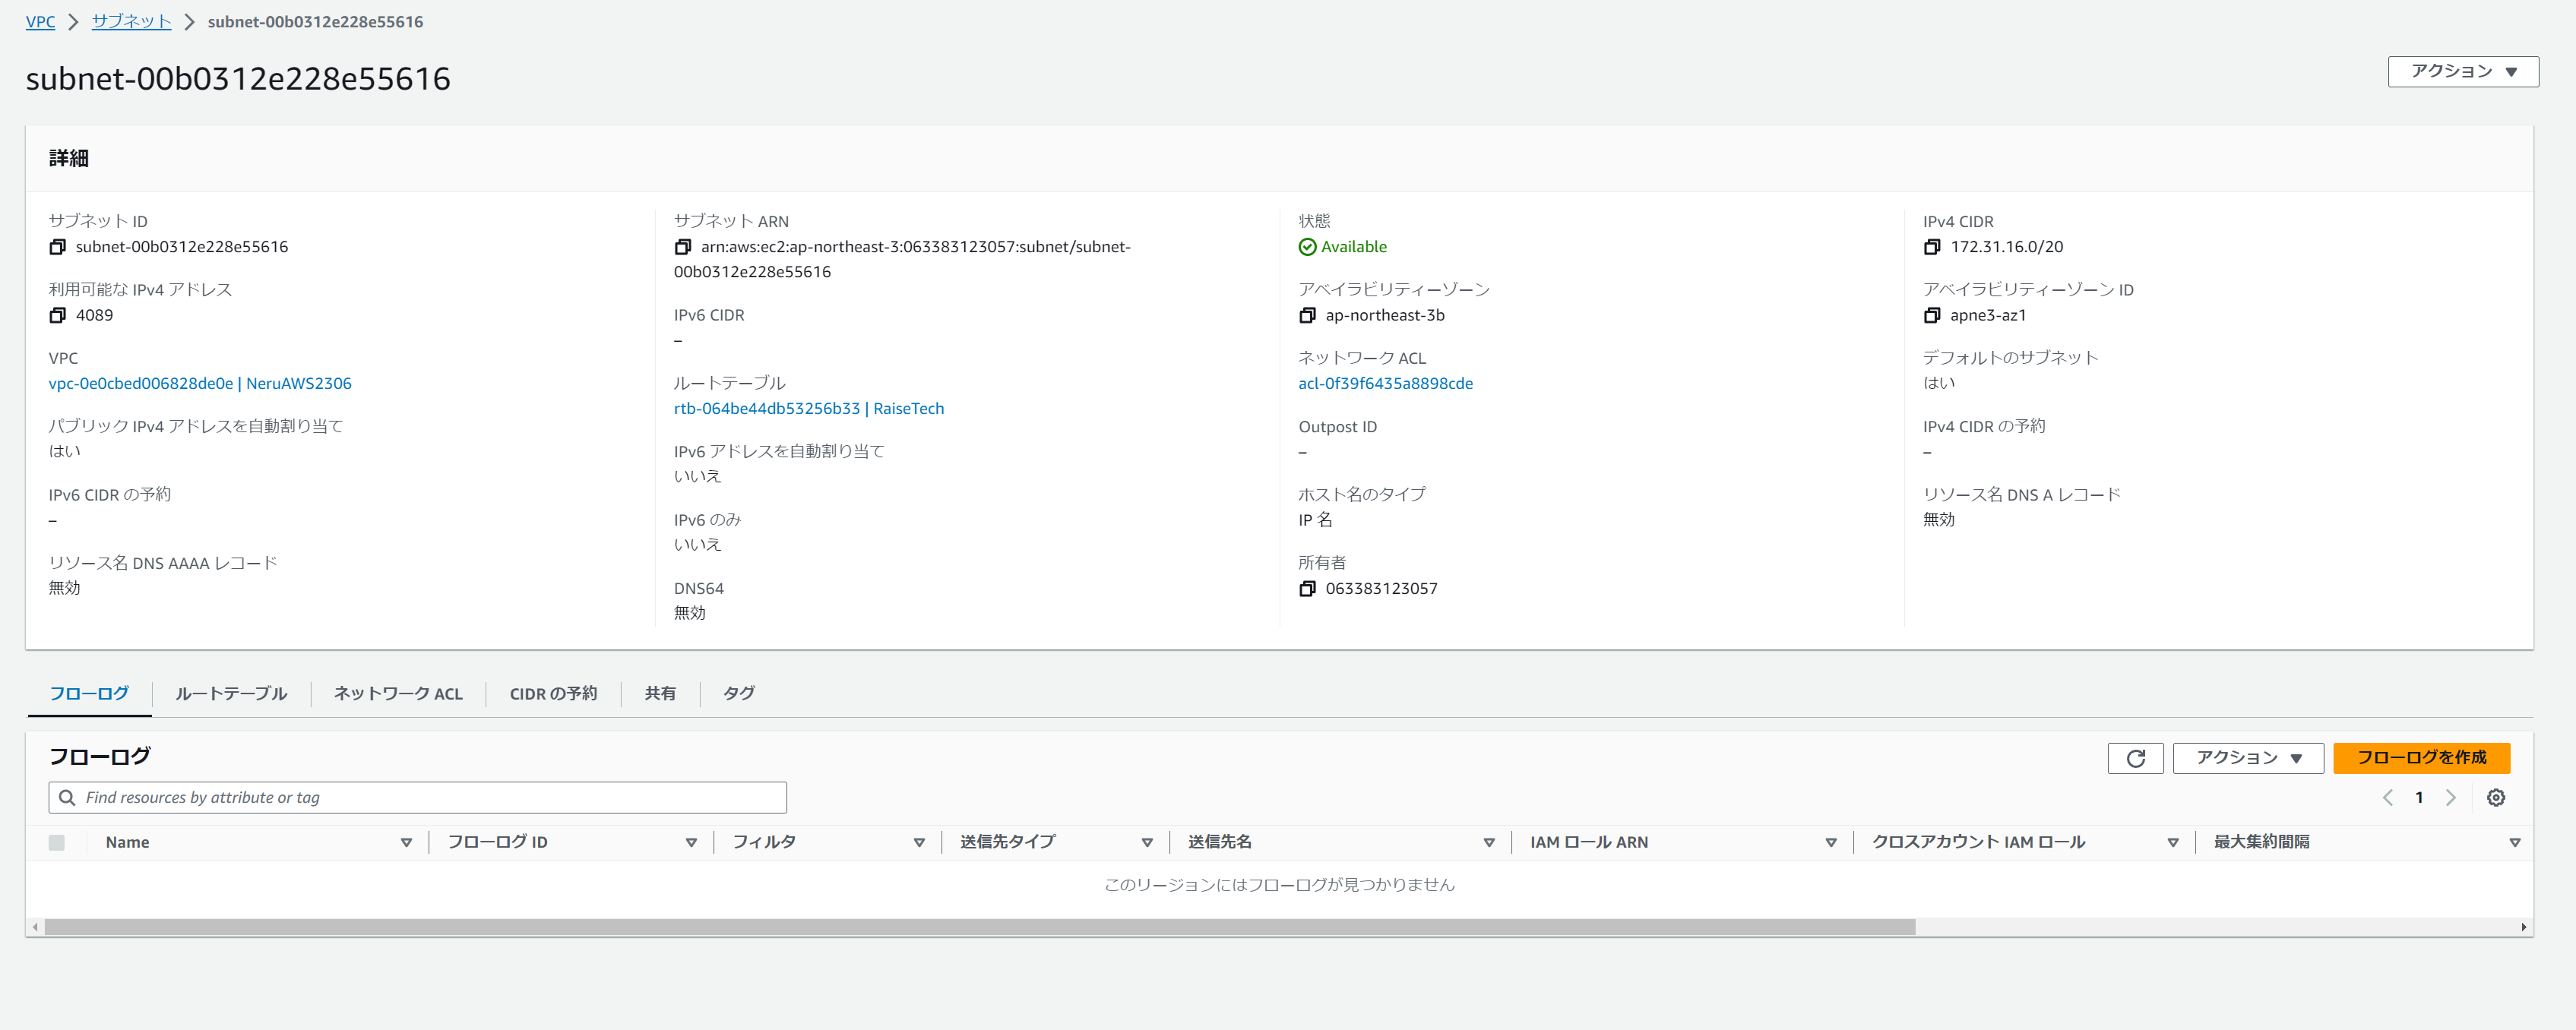 VPC > サブネット > subnet-00b0312e228e55616
subnet-00b0312e228e55616
アクション
詳細
サブネット ID
subnet-00b0312e228e55616
利用可能な IPv4 アドレス
4089
VPC
vpc-0e0cbed006828de0e | NeruAWS2306
パブリック IPv4 アドレスを自動割り当て
はい
IPv6 CIDR の予約
–
リソース名 DNS AAAA レコード
無効
サブネット ARN
arn:aws:ec2:ap-northeast-3:063383123057:subnet/subnet-
00b0312e228e55616
IPv6 CIDR
–
ルートテーブル
rtb-064be44db53256b33 | RaiseTech
IPv6 アドレスを自動割り当て
いいえ
IPv6 のみ
いいえ
DNS64
無効
状態
Available
アベイラビリティーゾーン
ap-northeast-3b
ネットワーク ACL
acl-0f39f6435a8898cde
Outpost ID
–
ホスト名のタイプ
IP 名
所有者
063383123057
IPv4 CIDR
172.31.16.0/20
アベイラビリティーゾーン ID
apne3-az1
デフォルトのサブネット
はい
IPv4 CIDR の予約
–
リソース名 DNS A レコード
無効
フローログ ルートテーブル ネットワーク ACL CIDR の予約 共有 タグ
フローログ
アクション フローログを作成
Find resources by attribute or tag
1
Name フローログ ID フィルタ 送信先タイプ 送信先名 IAM ロール ARN クロスアカウント IAM ロール 最大集約間隔
このリージョンにはフローログが見つかりません